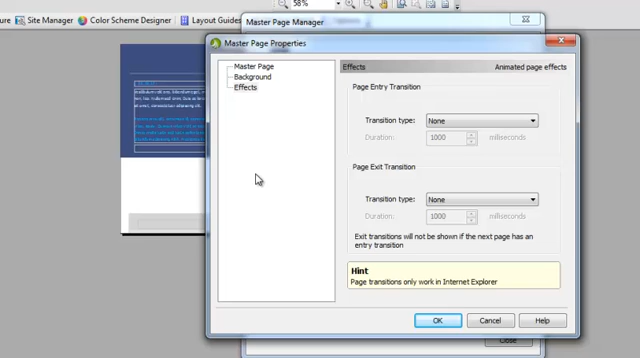 58%
Site Manager
Color Scheme Designer
Layout Guides
Master Page Manager
Master Page Properties
Master Page
Background
Effects
Effects
Animated page effects
Page Entry Transition
Transition type:
None
Duration:
1000
milliseconds
Page Exit Transition
Transition type:
None
Duration:
1000
milliseconds
Exit transitions will not be shown if the next page has an
entry transition
Hint
Page transitions only work in Internet Explorer
OK
Cancel
Help
Close